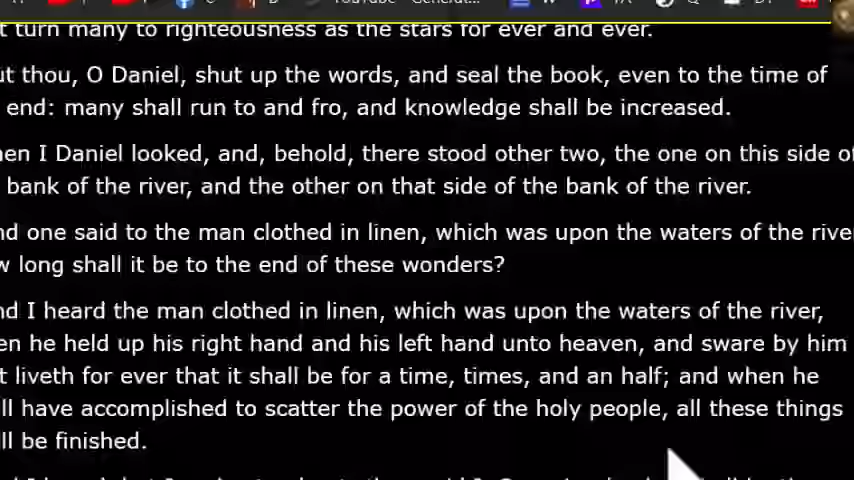 YouTube
t turn many to righteousness as the stars for ever and ever.
ut thou, O Daniel, shut up the words, and seal the book, even to the time of
end: many shall run to and fro, and knowledge shall be increased.
hen I Daniel looked, and, behold, there stood other two, the one on this side of
bank of the river, and the other on that side of the bank of the river.
nd one said to the man clothed in linen, which was upon the waters of the rive
w long shall it be to the end of these wonders?
nd I heard the man clothed in linen, which was upon the waters of the river,
en he held up his right hand and his left hand unto heaven, and sware by him
t liveth for ever that it shall be for a time, times, and an half; and when he
ll have accomplished to scatter the power of the holy people, all these things
ll be finished.